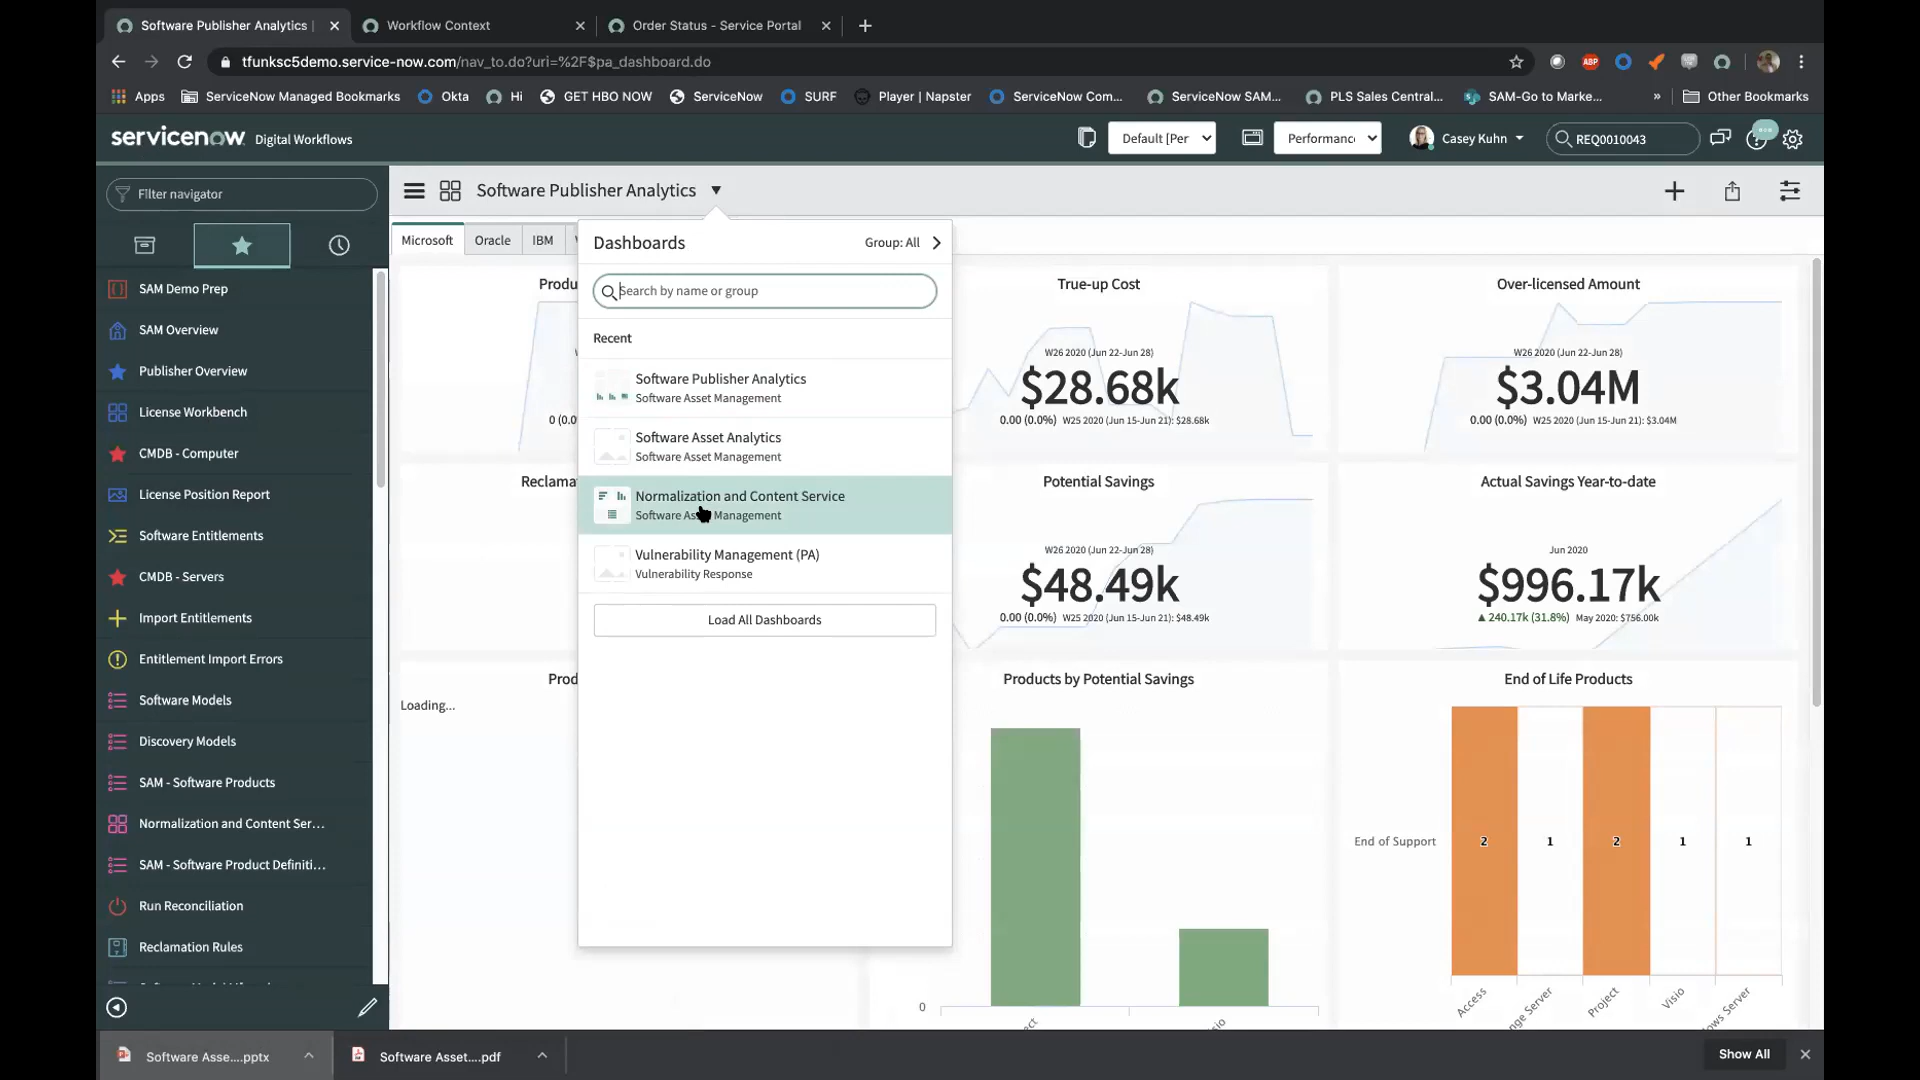 Software Publisher Analytics |
Workflow Context
Order Status - Service Portal
tfunksc5demo.service-now.com/nav_to.do?uri=%2F$pa_dashboard.do
ABP
Apps
ServiceNow Managed Bookmarks
Okta
Hi
GET HBO NOW
ServiceNow
SURF
Player | Napster
ServiceNow Com...
ServiceNow SAM...
PLS Sales Central...
SAM-Go to Marke...
»
Other Bookmarks
servicenow Digital Workflows
Default [Per
Performanc
Casey Kuhn
REQ0010043
Filter navigator
SAM Demo Prep
SAM Overview
Publisher Overview
License Workbench
CMDB - Computer
License Position Report
Software Entitlements
CMDB - Servers
Import Entitlements
Entitlement Import Errors
Software Models
Discovery Models
SAM - Software Products
Normalization and Content Ser...
SAM - Software Product Definiti...
Run Reconciliation
Reclamation Rules
Software Publisher Analytics
Microsoft
Oracle
IBM
Dashboards
Group: All
Search by name or group
Recent
Software Publisher Analytics
Software Asset Management
Software Asset Analytics
Software Asset Management
Normalization and Content Service
Software Asset Management
Vulnerability Management (PA)
Vulnerability Response
Load All Dashboards
Produ
0 (0.0
Reclama
Prod
Loading...
True-up Cost
W26 2020 (Jun 22-Jun 28)
$28.68k
0.00 (0.0%) W25 2020 (Jun 15-Jun 21): $28.68k
Over-licensed Amount
W26 2020 (Jun 22-Jun 28)
$3.04M
0.00 (0.0%) W25 2020 (Jun 15-Jun 21): $3.04M
Potential Savings
W26 2020 (Jun 22-Jun 28)
$48.49k
0.00 (0.0%) W25 2020 (Jun 15-Jun 21): $48.49k
Actual Savings Year-to-date
Jun 2020
$996.17k
▲ 240.17k (31.8%) May 2020: $756.00k
Products by Potential Savings
0
ect
sio
End of Life Products
End of Support
2
1
2
1
1
Access
nge Server
Project
Visio
ows Server
Software Asse....pptx
Software Asset....pdf
Show All